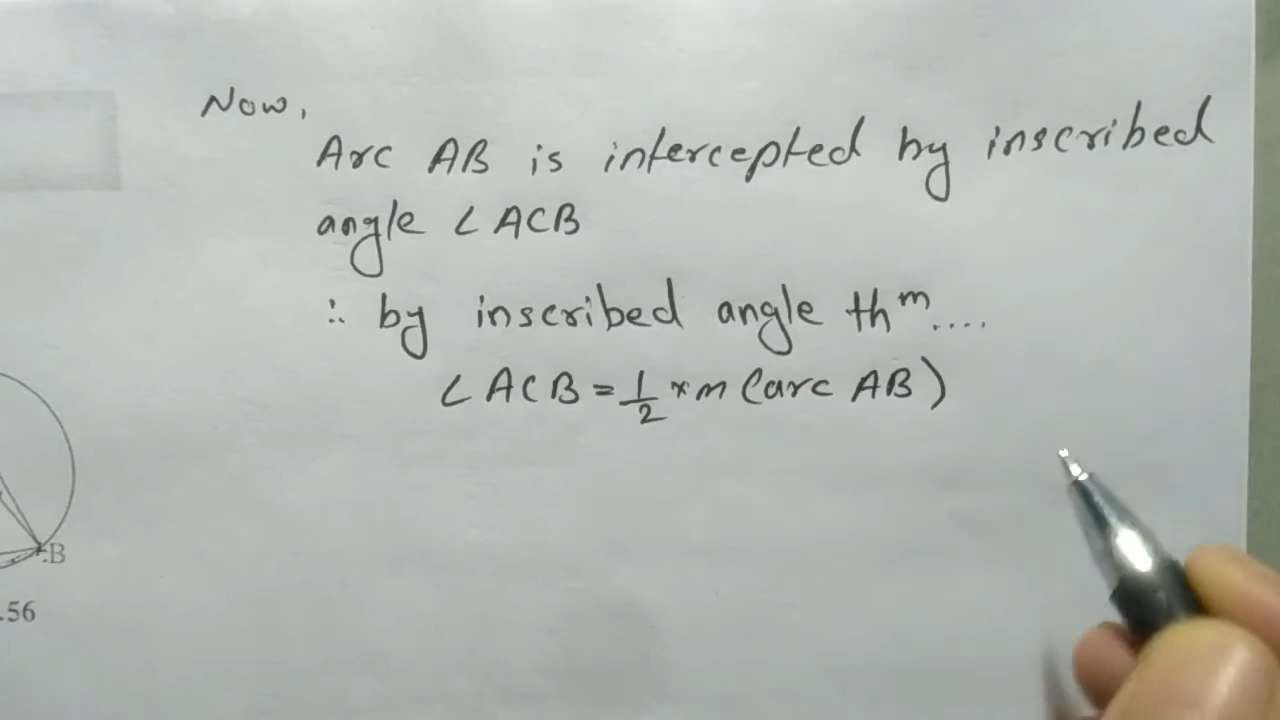 Now,
Arc AB is intercepted by inscribed
angle ∠ACB
∴ by inscribed angle thᵐ....
∠ACB = 1/2 × m (arc AB)
B
.56